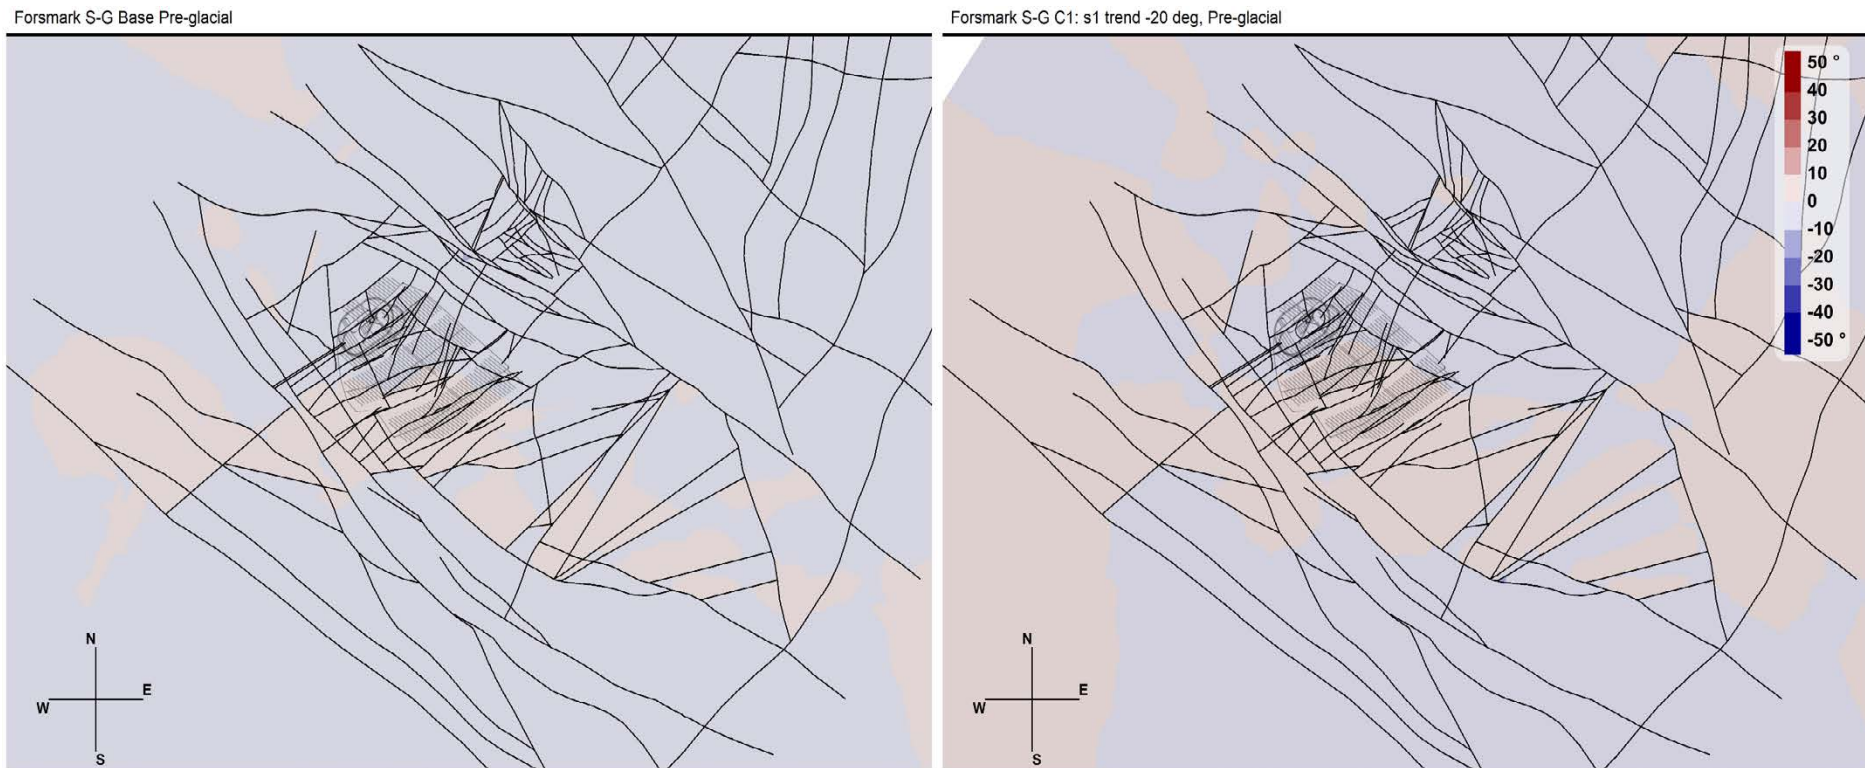 Forsmark S-G Base Pre-glacial
Forsmark S-G C1: s1 trend -20 deg, Pre-glacial
50 °
40
30
20
10
0
-10
-20
-30
-40
-50 °
N
W E
S
N
W E
S